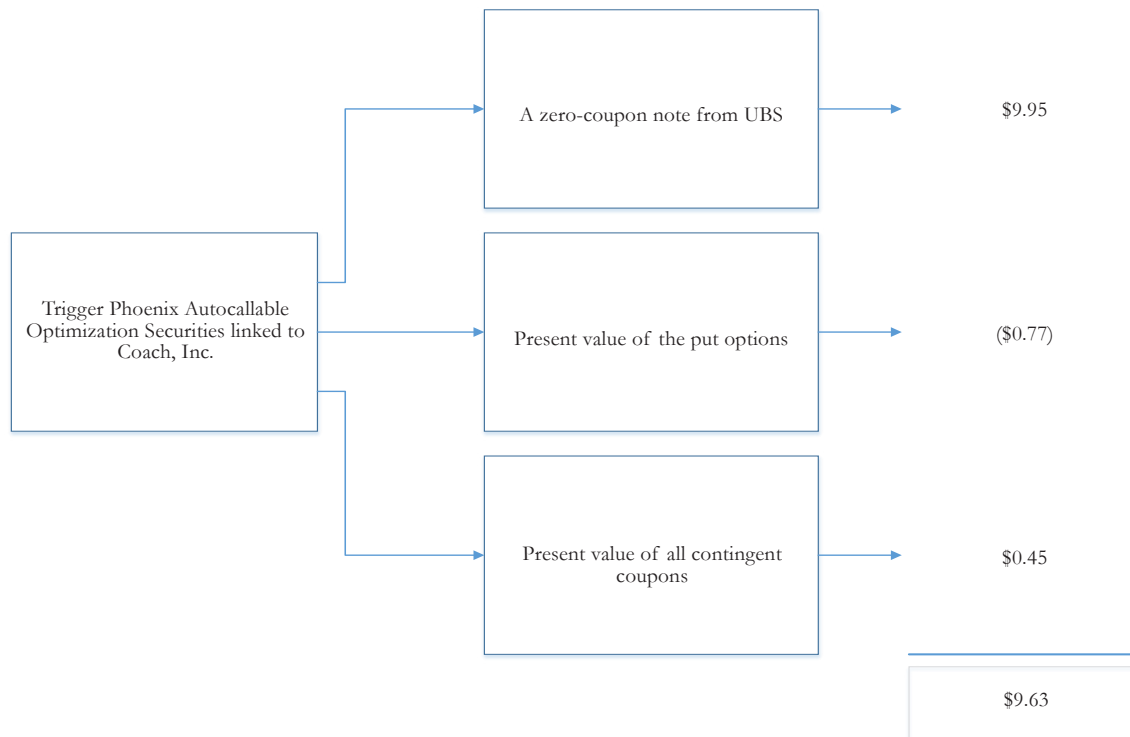 A zero-coupon note from UBS
$9.95
Trigger Phoenix Autocallable
Optimization Securities linked to
Coach, Inc.
Present value of the put options
($0.77)
Present value of all contingent
coupons
$0.45
$9.63